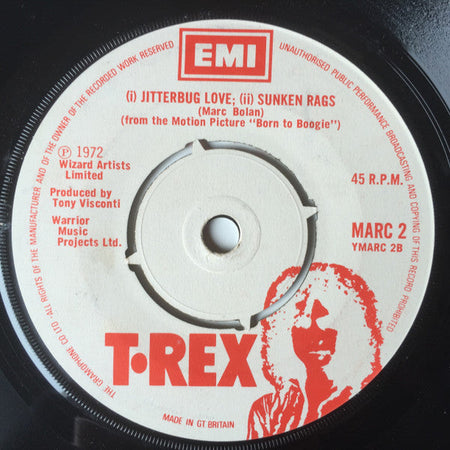 EMI
THE GRAMOPHONE CO LTD · ALL RIGHTS OF THE MANUFACTURER AND OF THE OWNER OF THE RECORDED WORK RESERVED
UNAUTHORISED PUBLIC PERFORMANCE BROADCASTING AND COPYING OF THIS RECORD PROHIBITED
(i) JITTERBUG LOVE; (ii) SUNKEN RAGS
(Marc Bolan)
(from the Motion Picture "Born to Boogie")
℗ 1972
Wizard Artists
Limited
45 R.P.M.
Produced by
Tony Visconti
Warrior
Music
Projects Ltd.
MARC 2
YMARC 2B
T·REX
MADE IN GT BRITAIN